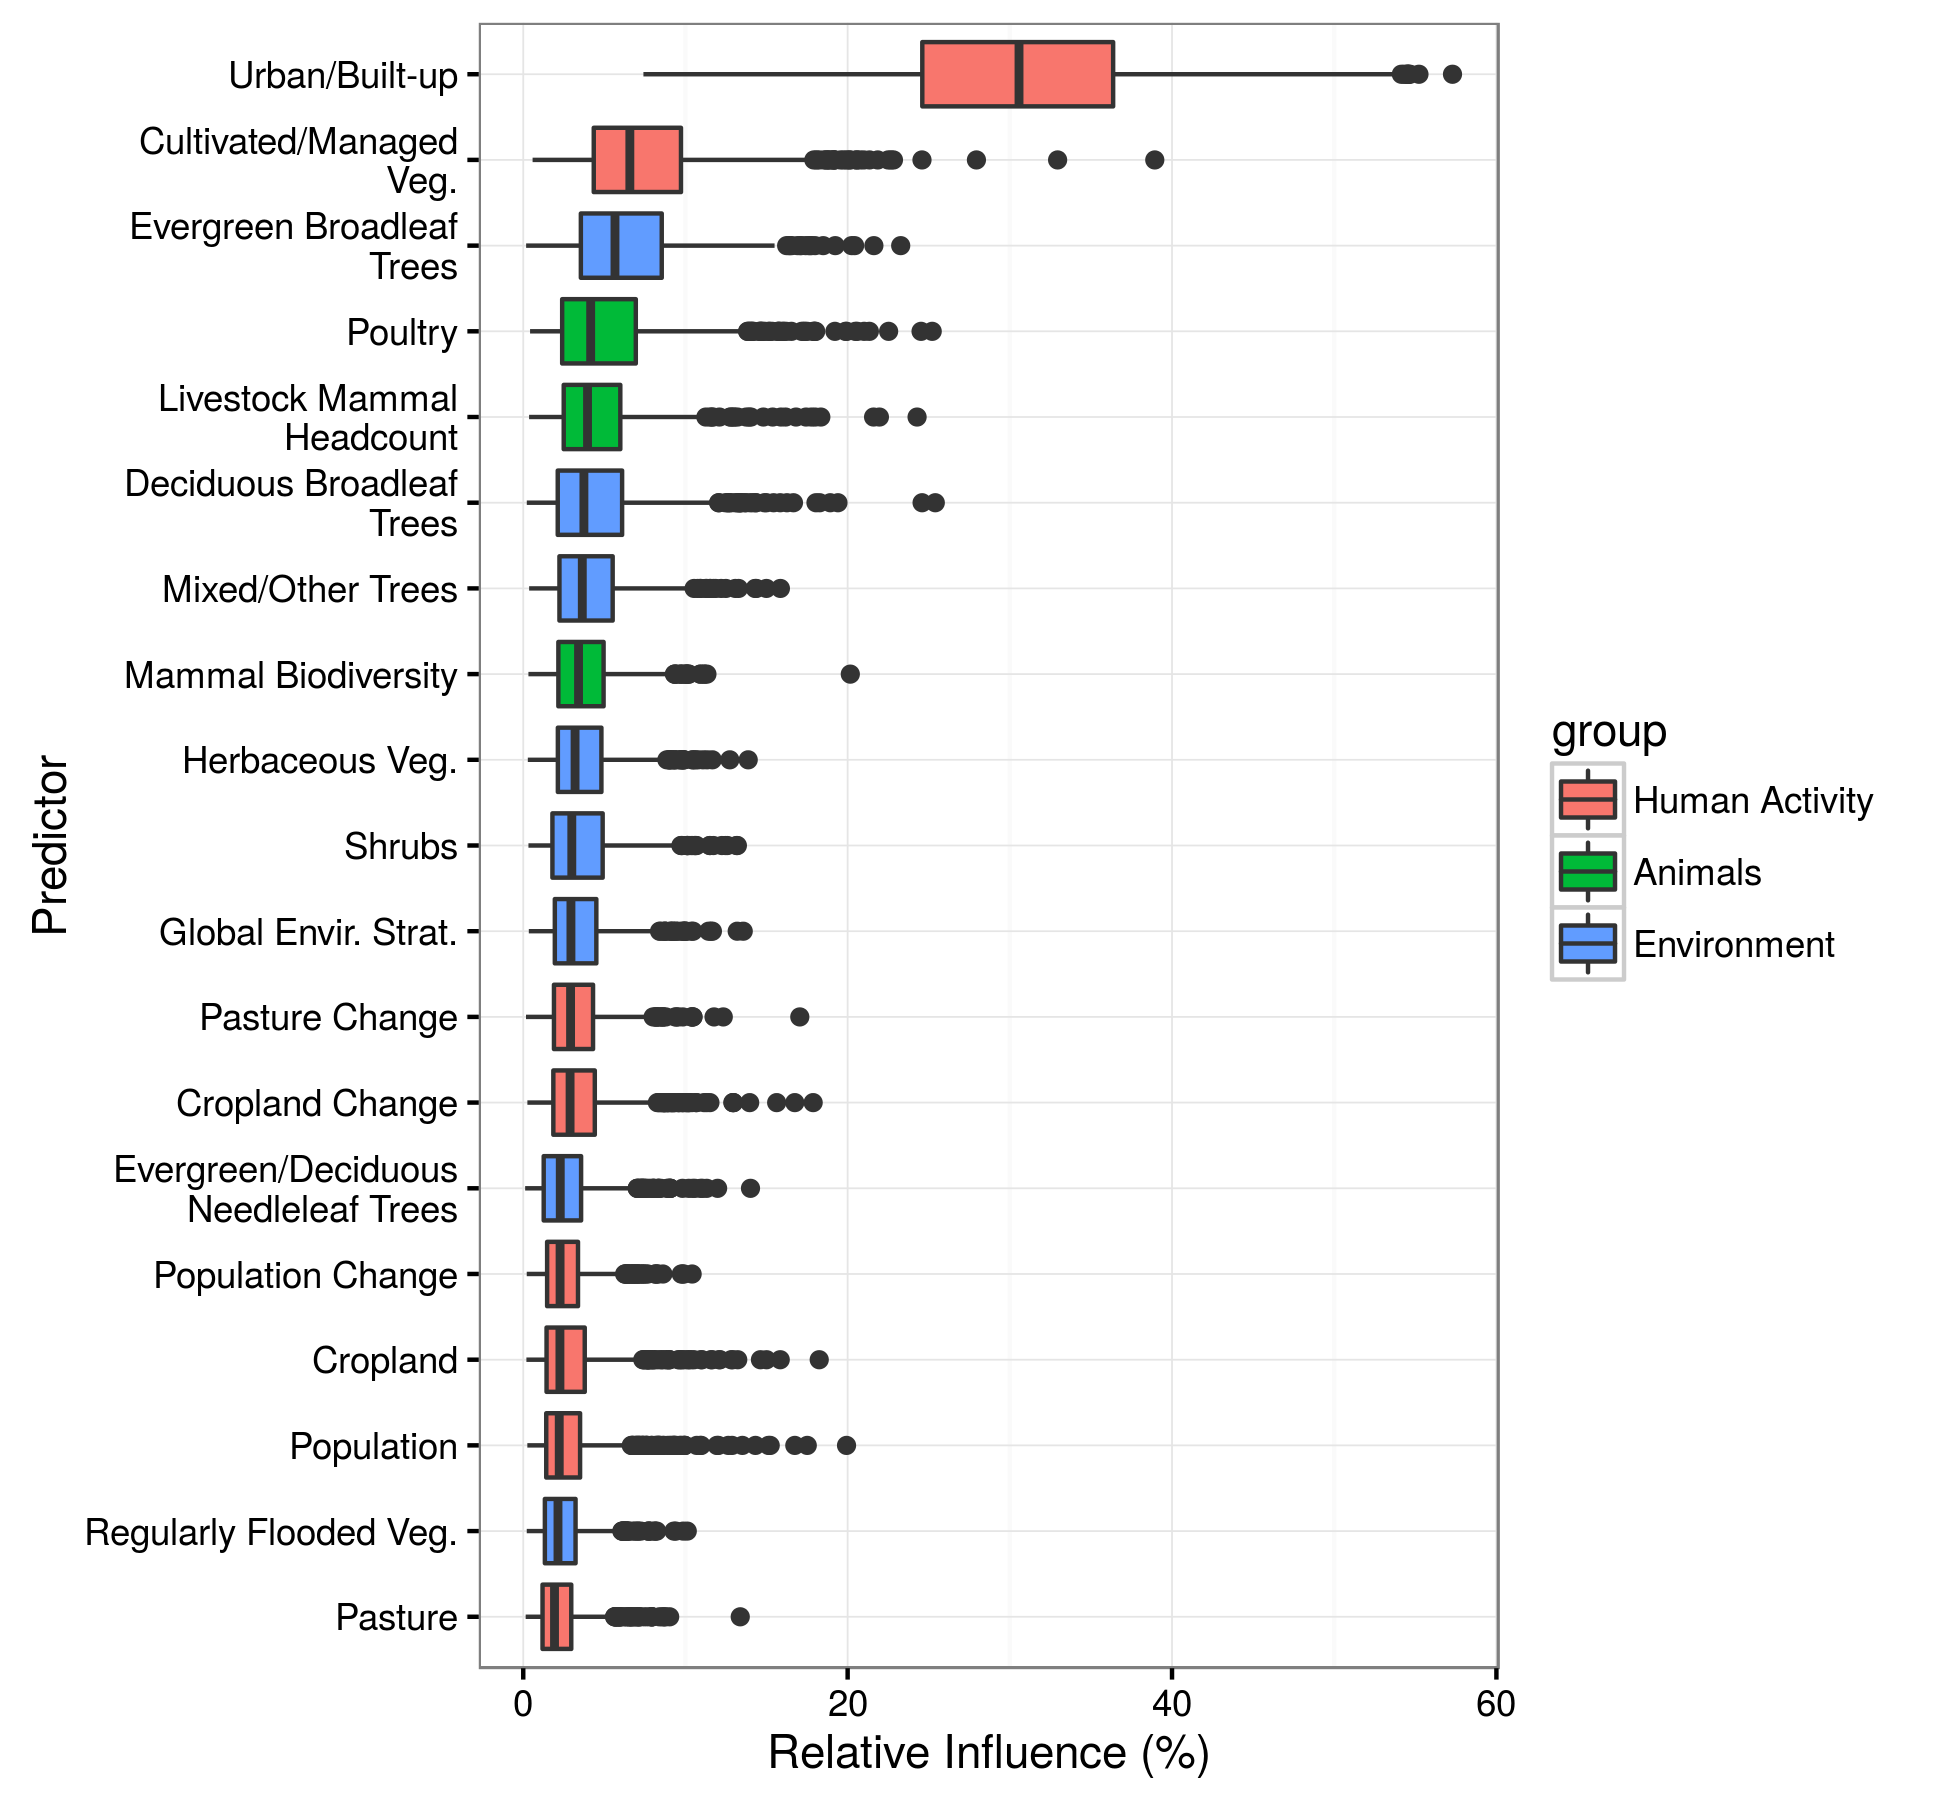 Urban/Built-up
Cultivated/Managed
Veg.
Evergreen Broadleaf
Trees
Poultry
Livestock Mammal
Headcount
Deciduous Broadleaf
Trees
Mixed/Other Trees
Mammal Biodiversity
Herbaceous Veg.
Shrubs
Global Envir. Strat.
Pasture Change
Cropland Change
Evergreen/Deciduous
Needleleaf Trees
Population Change
Cropland
Population
Regularly Flooded Veg.
Pasture
Predictor
0 20 40 60
Relative Influence (%)
group
Human Activity
Animals
Environment